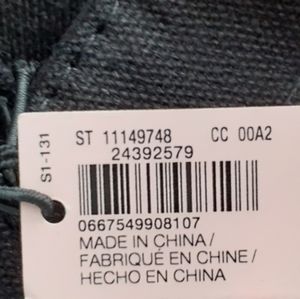 S1-131
ST 11149748 CC 00A2
24392579
0667549908107
MADE IN CHINA/
FABRIQUÉ EN CHINE/
HECHO EN CHINA